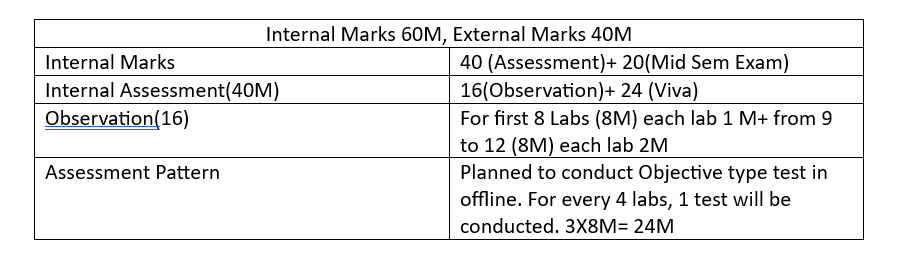 Internal Marks 60M, External Marks 40M
Internal Marks
40 (Assessment)+ 20(Mid Sem Exam)
Internal Assessment(40M)
16(Observation)+ 24 (Viva)
Observation(16)
For first 8 Labs (8M) each lab 1 M+ from 9
to 12 (8M) each lab 2M
Assessment Pattern
Planned to conduct Objective type test in
offline. For every 4 labs, 1 test will be
conducted. 3X8M= 24M